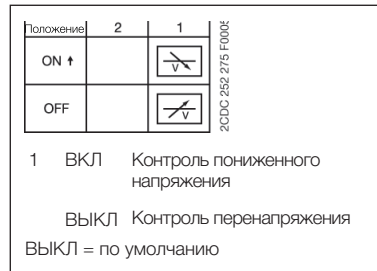 Положение 2 1
ON ↑
V
OFF
V
2CDC 252 275 F0005
1 ВКЛ Контроль пониженного
напряжения
ВЫКЛ Контроль перенапряжения
ВЫКЛ = по умолчанию